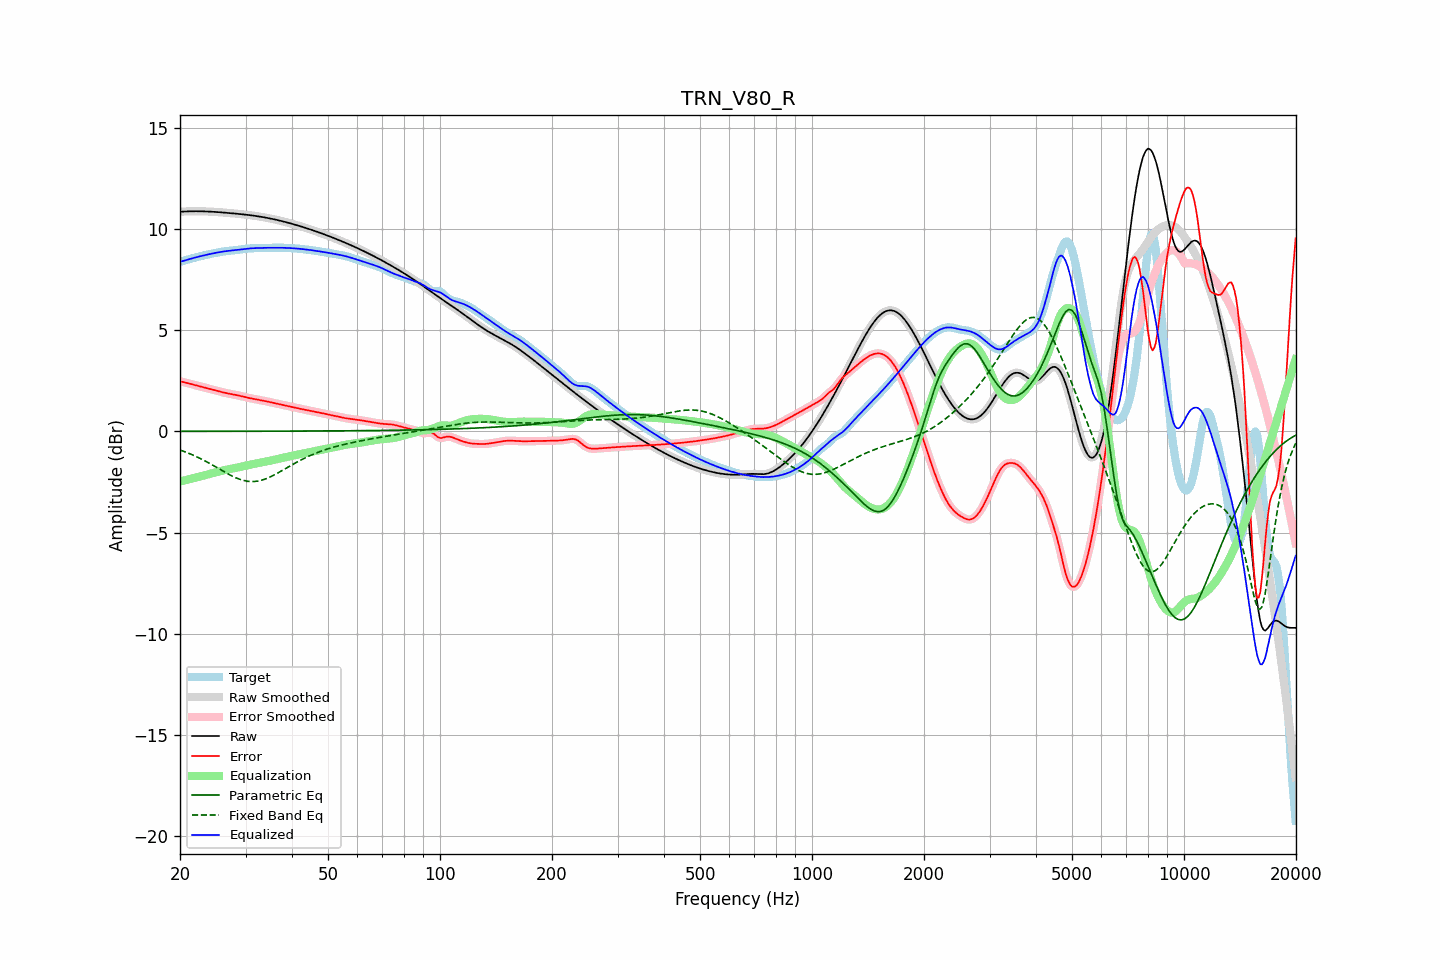 TRN_V80_R
Amplitude (dBr)
15
10
5
0
−5
−10
−15
−20
Target
Raw Smoothed
Error Smoothed
Raw
Error
Equalization
Parametric Eq
Fixed Band Eq
Equalized
20
50
100
200
500
1000
2000
5000
10000
20000
Frequency (Hz)